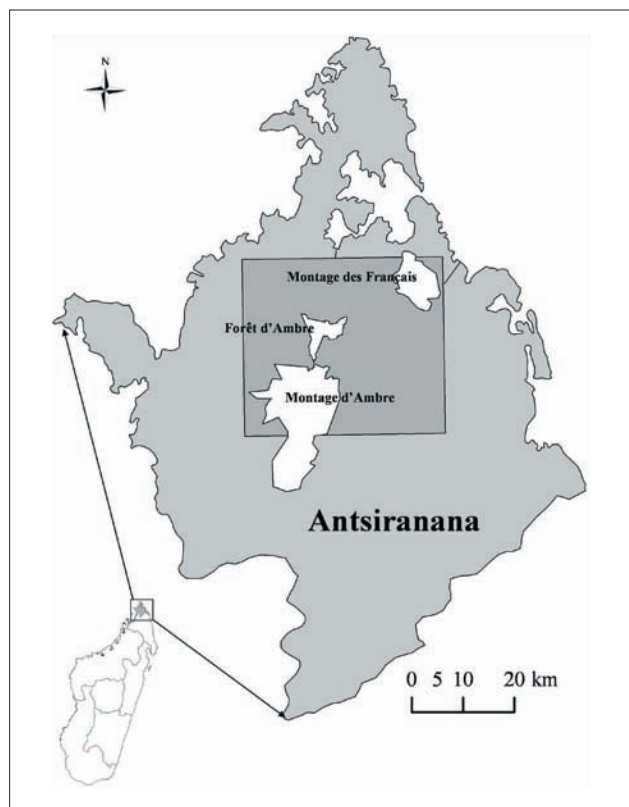 N
Montage des Français
Forêt d'Ambre
Montage d'Ambre
Antsiranana
0 5 10 20 km